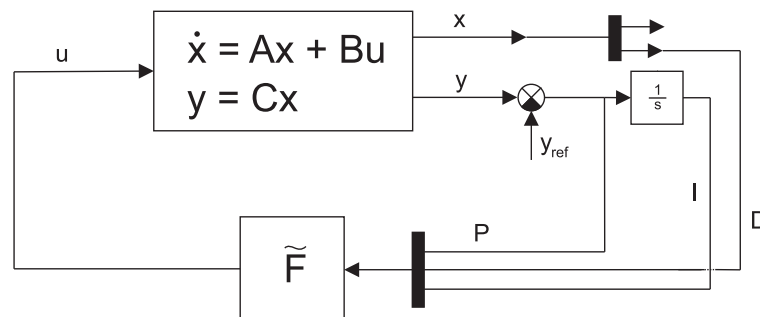 x
u
ẋ = Ax + Bu
y = Cx
y
1
s
y_ref
I
D
P
F̃